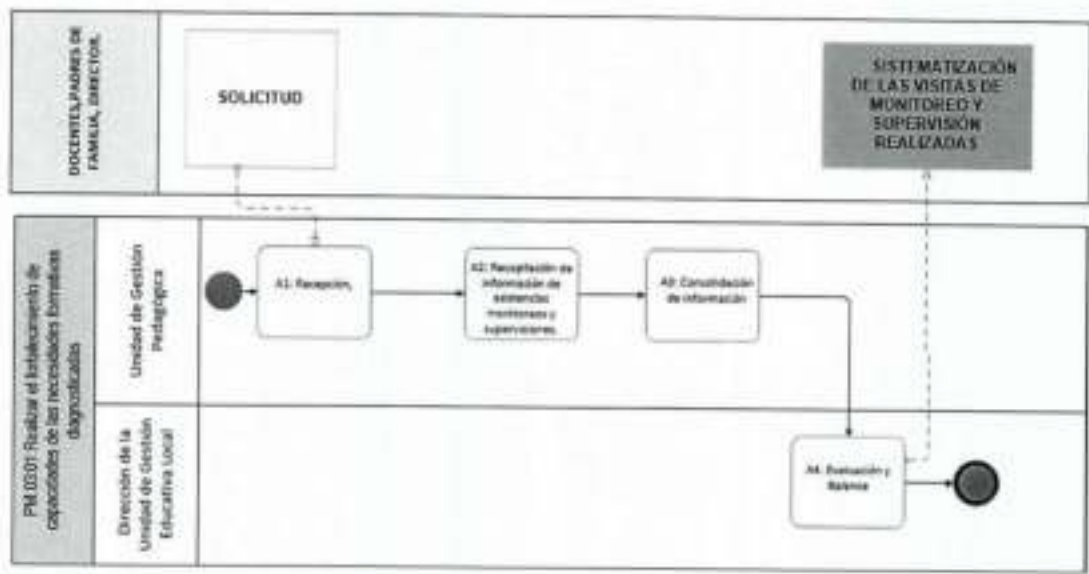 DOCENTES,PADRES DE
FAMILIA, DIRECTOR,
SOLICITUD
SISTEMATIZACIÓN
DE LAS VISITAS DE
MONITOREO Y
SUPERVISIÓN
REALIZADAS
PM.03.01 Realizar el fortalecimiento de
capacidades de las necesidades formativas
diagnosticadas
Unidad de Gestión
Pedagógica
A1: Recepción,
A2: Recopilación de
información de
asistencias
monitoreos y
supervisiones.
A3: Consolidación
de información
Dirección de la
Unidad de Gestión
Educativa Local
A4: Evaluación y
Balance